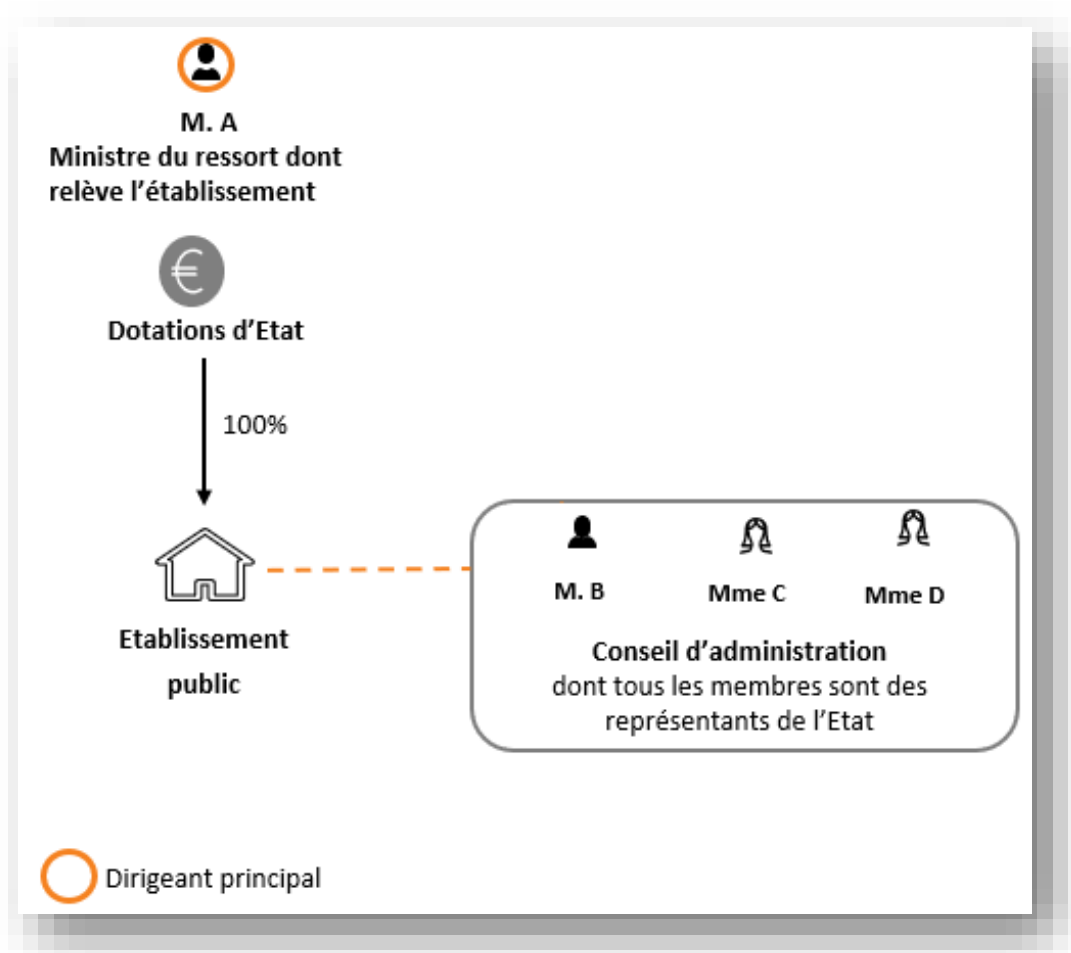 M. A
Ministre du ressort dont
relève l'établissement
€
Dotations d'Etat
100%
Etablissement
public
M. B
Mme C
Mme D
Conseil d'administration
dont tous les membres sont des
représentants de l'Etat
Dirigeant principal